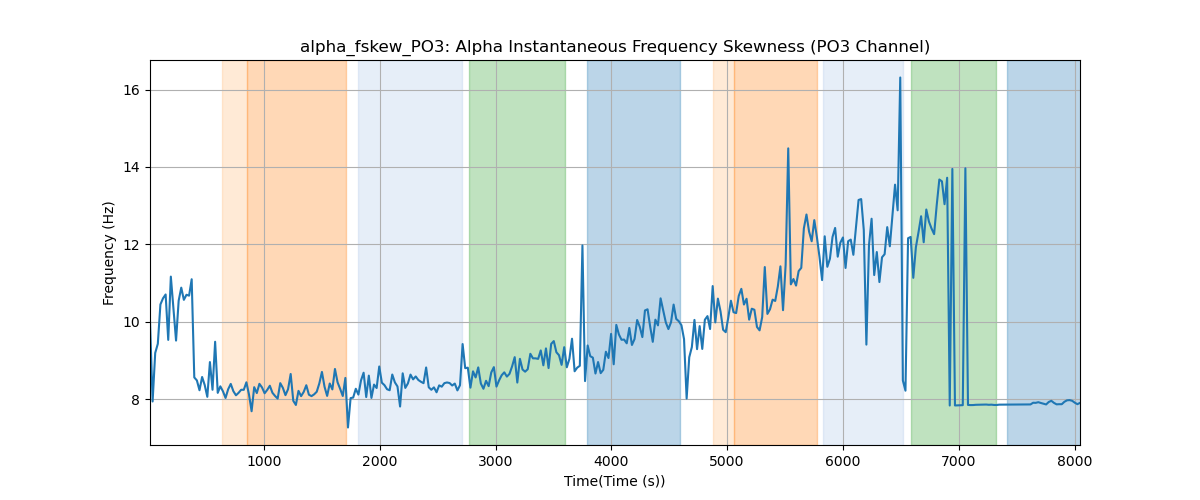 alpha_fskew_PO3: Alpha Instantaneous Frequency Skewness (PO3 Channel)
16
14
12
10
8
Frequency (Hz)
1000 2000 3000 4000 5000 6000 7000 8000
Time(Time (s))